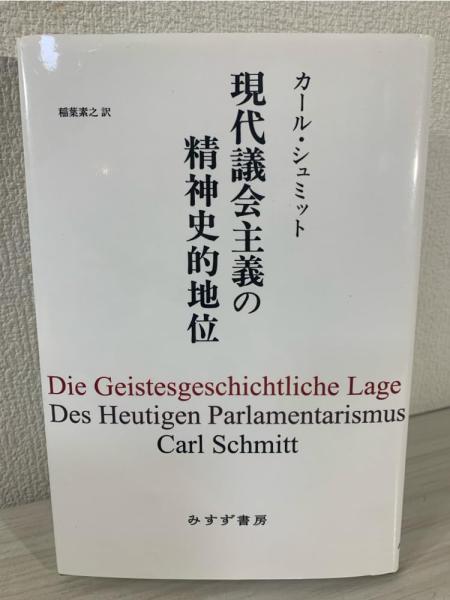 カール・シュミット
現代議会主義の
精神史的地位
稲葉素之 訳
Die Geistesgeschichtliche Lage
Des Heutigen Parlamentarismus
Carl Schmitt
みすず書房